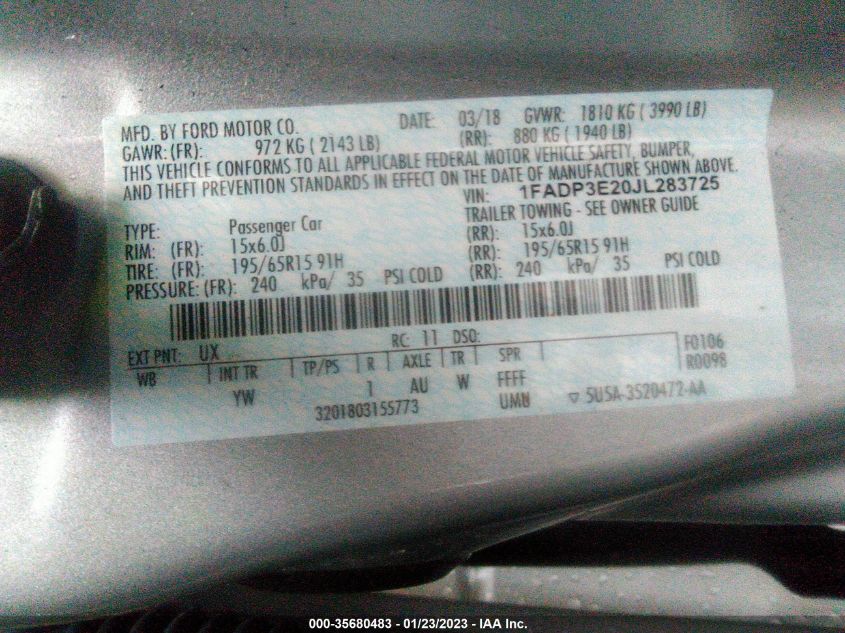 MFD. BY FORD MOTOR CO. DATE: 03/18 GVWR: 1810 KG ( 3990 LB)
GAWR: (FR): 972 KG ( 2143 LB) (RR): 880 KG ( 1940 LB)
THIS VEHICLE CONFORMS TO ALL APPLICABLE FEDERAL MOTOR VEHICLE SAFETY, BUMPER,
AND THEFT PREVENTION STANDARDS IN EFFECT ON THE DATE OF MANUFACTURE SHOWN ABOVE.
VIN: 1FADP3E20JL283725
TYPE: Passenger Car TRAILER TOWING - SEE OWNER GUIDE
RIM: (FR): 15x6.0J (RR): 15x6.0J
TIRE: (FR): 195/65R15 91H (RR): 195/65R15 91H
PRESSURE: (FR): 240 kPa/ 35 PSI COLD (RR): 240 kPa/ 35 PSI COLD
EXT PNT: UX RC: 11 DSO: F0106
WB INT TR TP/PS R AXLE TR SPR R0098
YW 1 AU W FFFF
3201803155773 UMN ▽ 5U5A-3520472-AA
000-35680483 - 01/23/2023 - IAA Inc.